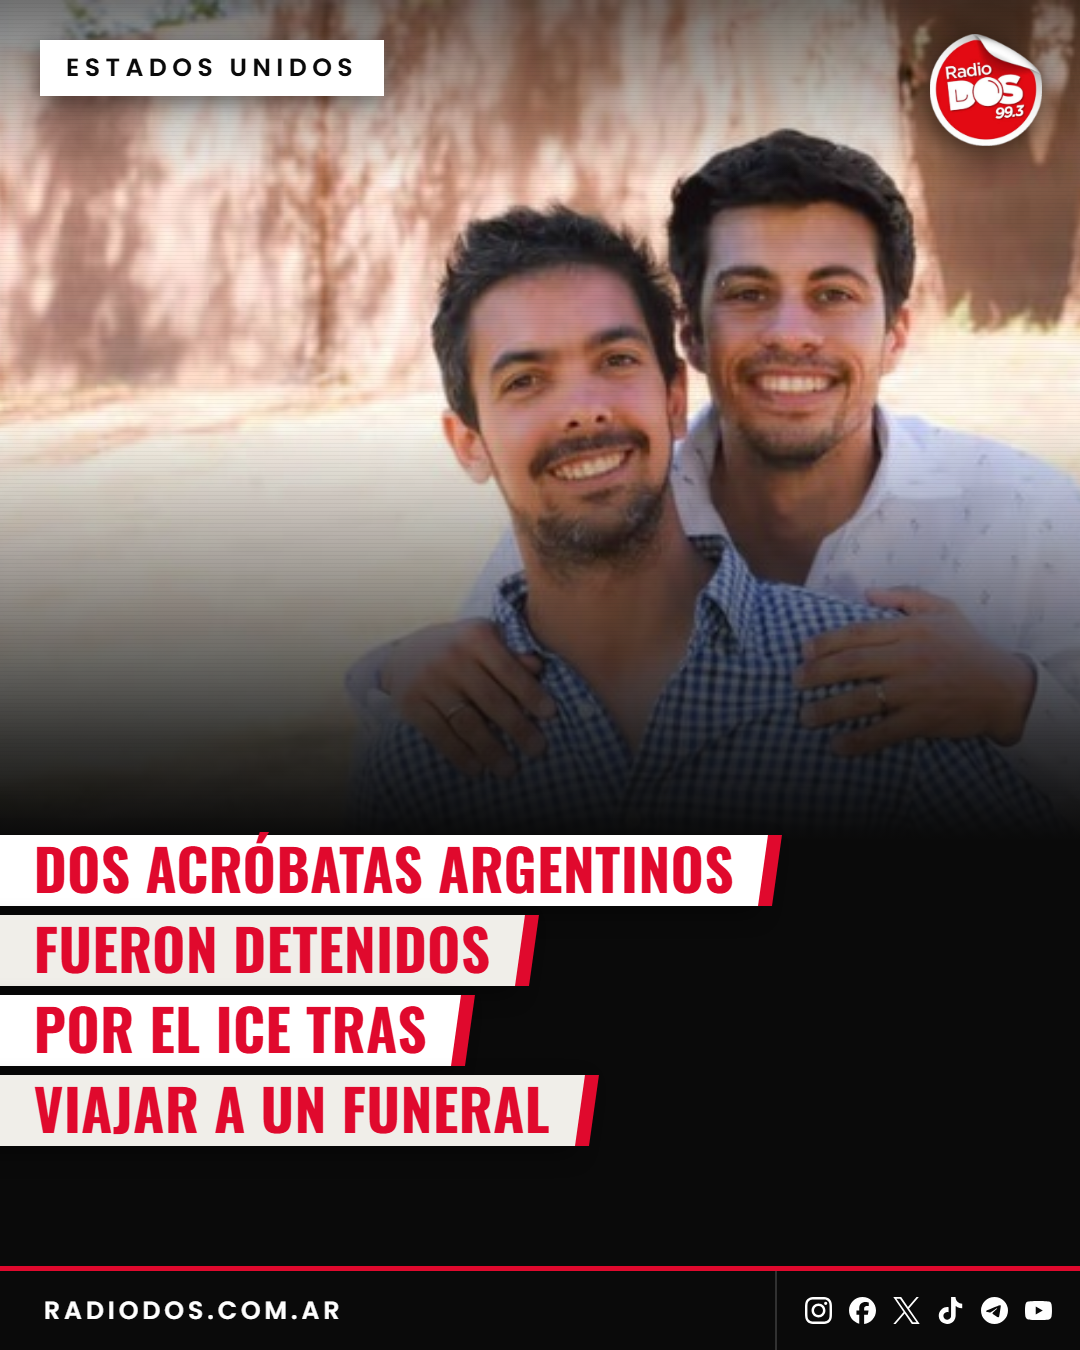 ESTADOS UNIDOS
Radio
DOS
99.3
DOS ACRÓBATAS ARGENTINOS
FUERON DETENIDOS
POR EL ICE TRAS
VIAJAR A UN FUNERAL
RADIODOS.COM.AR